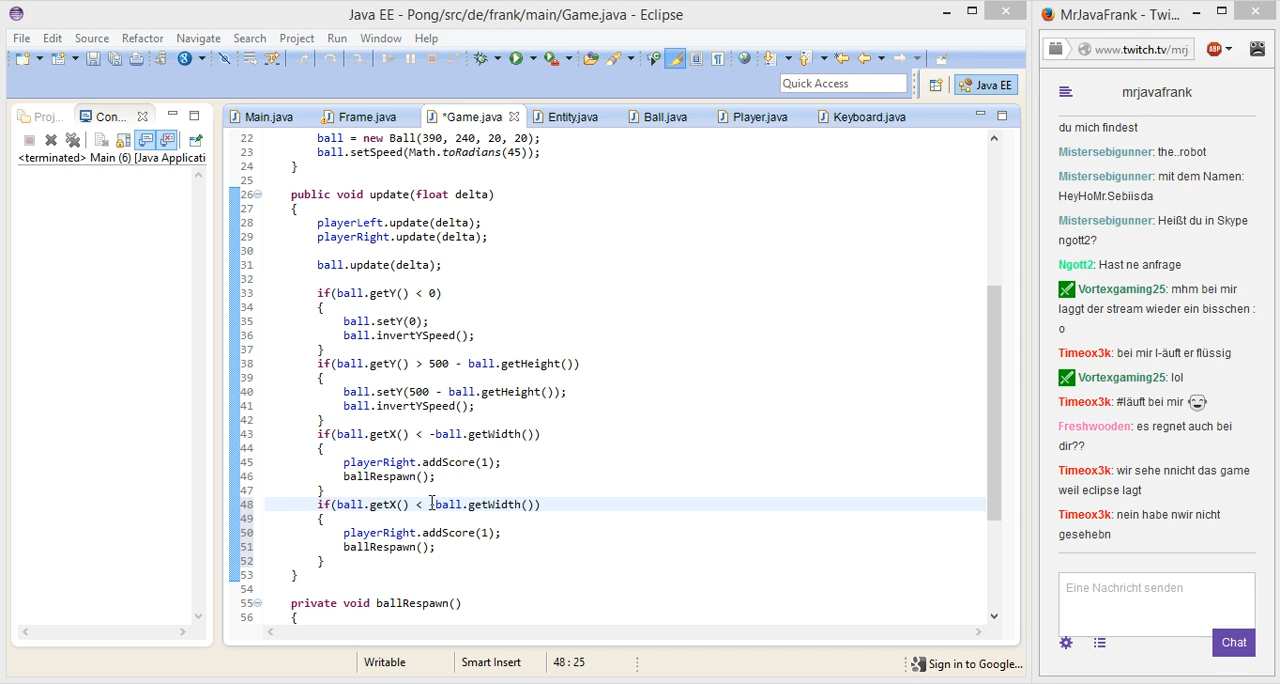 Java EE - Pong/src/de/frank/main/Game.java - Eclipse
File Edit Source Refactor Navigate Search Project Run Window Help
Quick Access
Java EE
Proj... Con...
<terminated> Main (6) [Java Applicati
Main.java Frame.java *Game.java Entity.java Ball.java Player.java Keyboard.java
22 ball = new Ball(390, 240, 20, 20);
23 ball.setSpeed(Math.toRadians(45));
24 }
25
26 public void update(float delta)
27 {
28 playerLeft.update(delta);
29 playerRight.update(delta);
30
31 ball.update(delta);
32
33 if(ball.getY() < 0)
34 {
35 ball.setY(0);
36 ball.invertYSpeed();
37 }
38 if(ball.getY() > 500 - ball.getHeight())
39 {
40 ball.setY(500 - ball.getHeight());
41 ball.invertYSpeed();
42 }
43 if(ball.getX() < -ball.getWidth())
44 {
45 playerRight.addScore(1);
46 ballRespawn();
47 }
48 if(ball.getX() < -ball.getWidth())
49 {
50 playerRight.addScore(1);
51 ballRespawn();
52 }
53 }
54
55 private void ballRespawn()
56 {
Writable Smart Insert 48 : 25 Sign in to Google...
MrJavaFrank - Twi...
www.twitch.tv/mrj
ABP
mrjavafrank
du mich findest
Mistersebigunner: the..robot
Mistersebigunner: mit dem Namen:
HeyHoMr.Sebiisda
Mistersebigunner: Heißt du in Skype
ngott2?
Ngott2: Hast ne anfrage
Vortexgaming25: mhm bei mir
laggt der stream wieder ein bisschen :
o
Timeox3k: bei mir l-äuft er flüssig
Vortexgaming25: lol
Timeox3k: #läuft bei mir
Freshwooden: es regnet auch bei
dir??
Timeox3k: wir sehe nnicht das game
weil eclipse lagt
Timeox3k: nein habe nwir nicht
gesehebn
Eine Nachricht senden
Chat